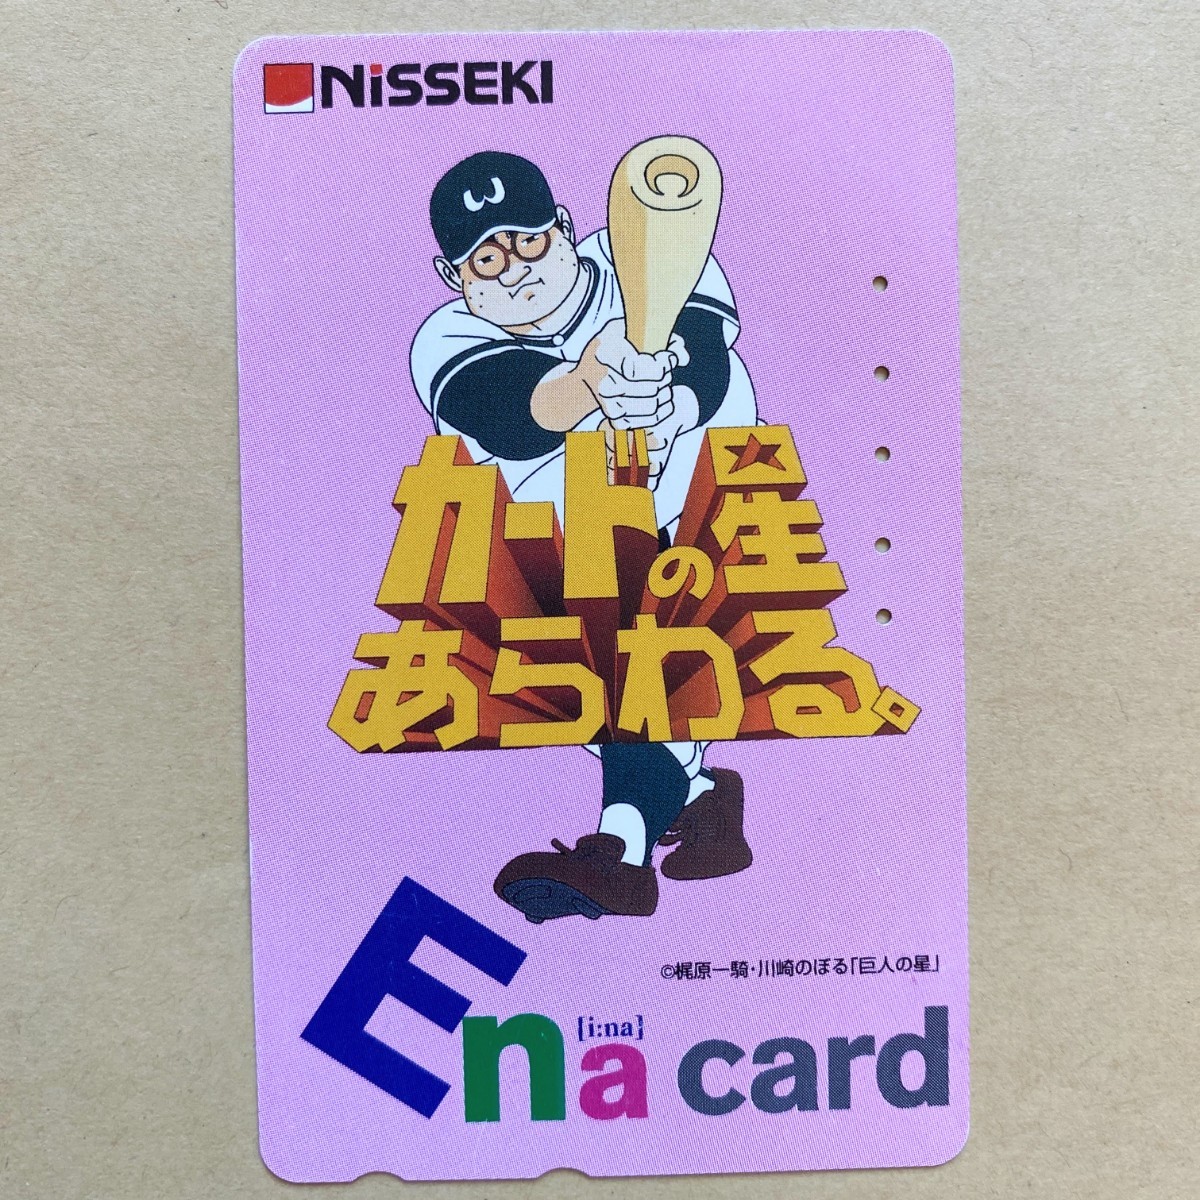 NiSSEKI
W
カードの星
あらわる。
©梶原一騎・川崎のぼる「巨人の星」
[i:na]
Ena card